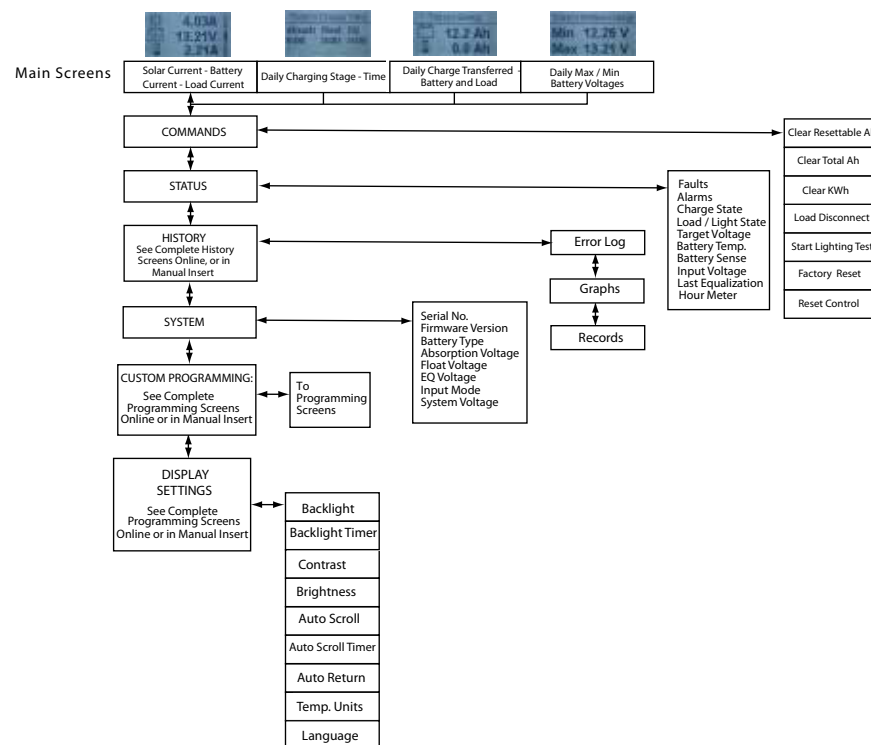 4.03A
13.21V
2.21A
12.2 Ah
0.0 Ah
Min 12.26 V
Max 13.21 V
Main Screens
Solar Current - Battery
Current - Load Current
Daily Charging Stage - Time
Daily Charge Transferred -
Battery and Load
Daily Max / Min
Battery Voltages
COMMANDS
Clear Resettable A
Clear Total Ah
Clear KWh
Load Disconnect
Start Lighting Test
Factory Reset
Reset Control
STATUS
Faults
Alarms
Charge State
Load / Light State
Target Voltage
Battery Temp.
Battery Sense
Input Voltage
Last Equalization
Hour Meter
HISTORY
See Complete History
Screens Online, or in
Manual Insert
Error Log
Graphs
Records
SYSTEM
Serial No.
Firmware Version
Battery Type
Absorption Voltage
Float Voltage
EQ Voltage
Input Mode
System Voltage
CUSTOM PROGRAMMING:
See Complete
Programming Screens
Online or in Manual Insert
To
Programming
Screens
DISPLAY
SETTINGS
See Complete
Programming Screens
Online or in Manual Insert
Backlight
Backlight Timer
Contrast
Brightness
Auto Scroll
Auto Scroll Timer
Auto Return
Temp. Units
Language